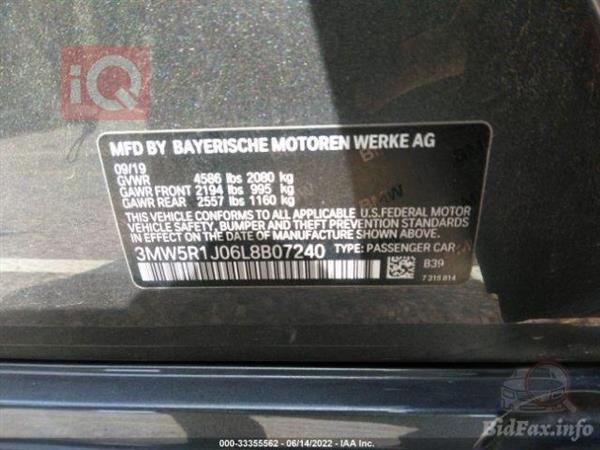 iQ
MFD BY BAYERISCHE MOTOREN WERKE AG
09/19
GVWR 4586 lbs 2080 kg
GAWR FRONT 2194 lbs 995 kg
GAWR REAR 2557 lbs 1160 kg
THIS VEHICLE CONFORMS TO ALL APPLICABLE U.S.FEDERAL MOTOR
VEHICLE SAFETY, BUMPER AND THEFT PREVENTION STANDARDS
IN EFFECT ON THE DATE OF MANUFACTURE SHOWN ABOVE.
3MW5R1J06L8B07240 TYPE: PASSENGER CAR
B39
7 315 814
000-33355562 - 06/14/2022 - IAA Inc.
BidFax.info